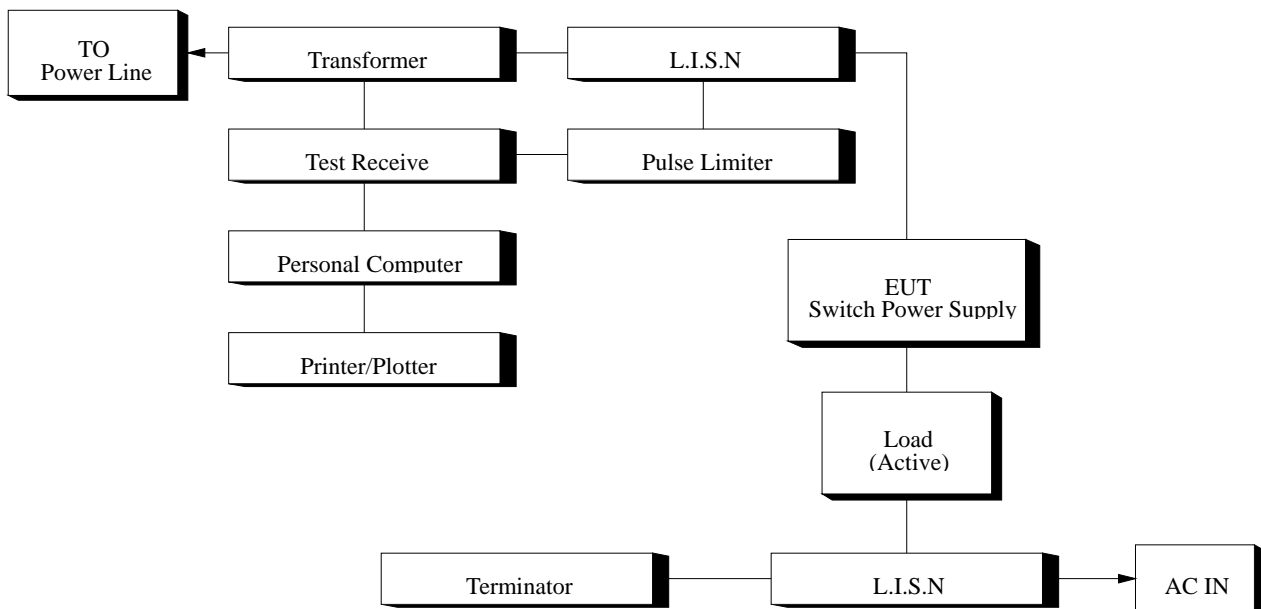 TO
Power Line
Transformer
L.I.S.N
Test Receive
Pulse Limiter
Personal Computer
EUT
Switch Power Supply
Printer/Plotter
Load
(Active)
Terminator
L.I.S.N
AC IN